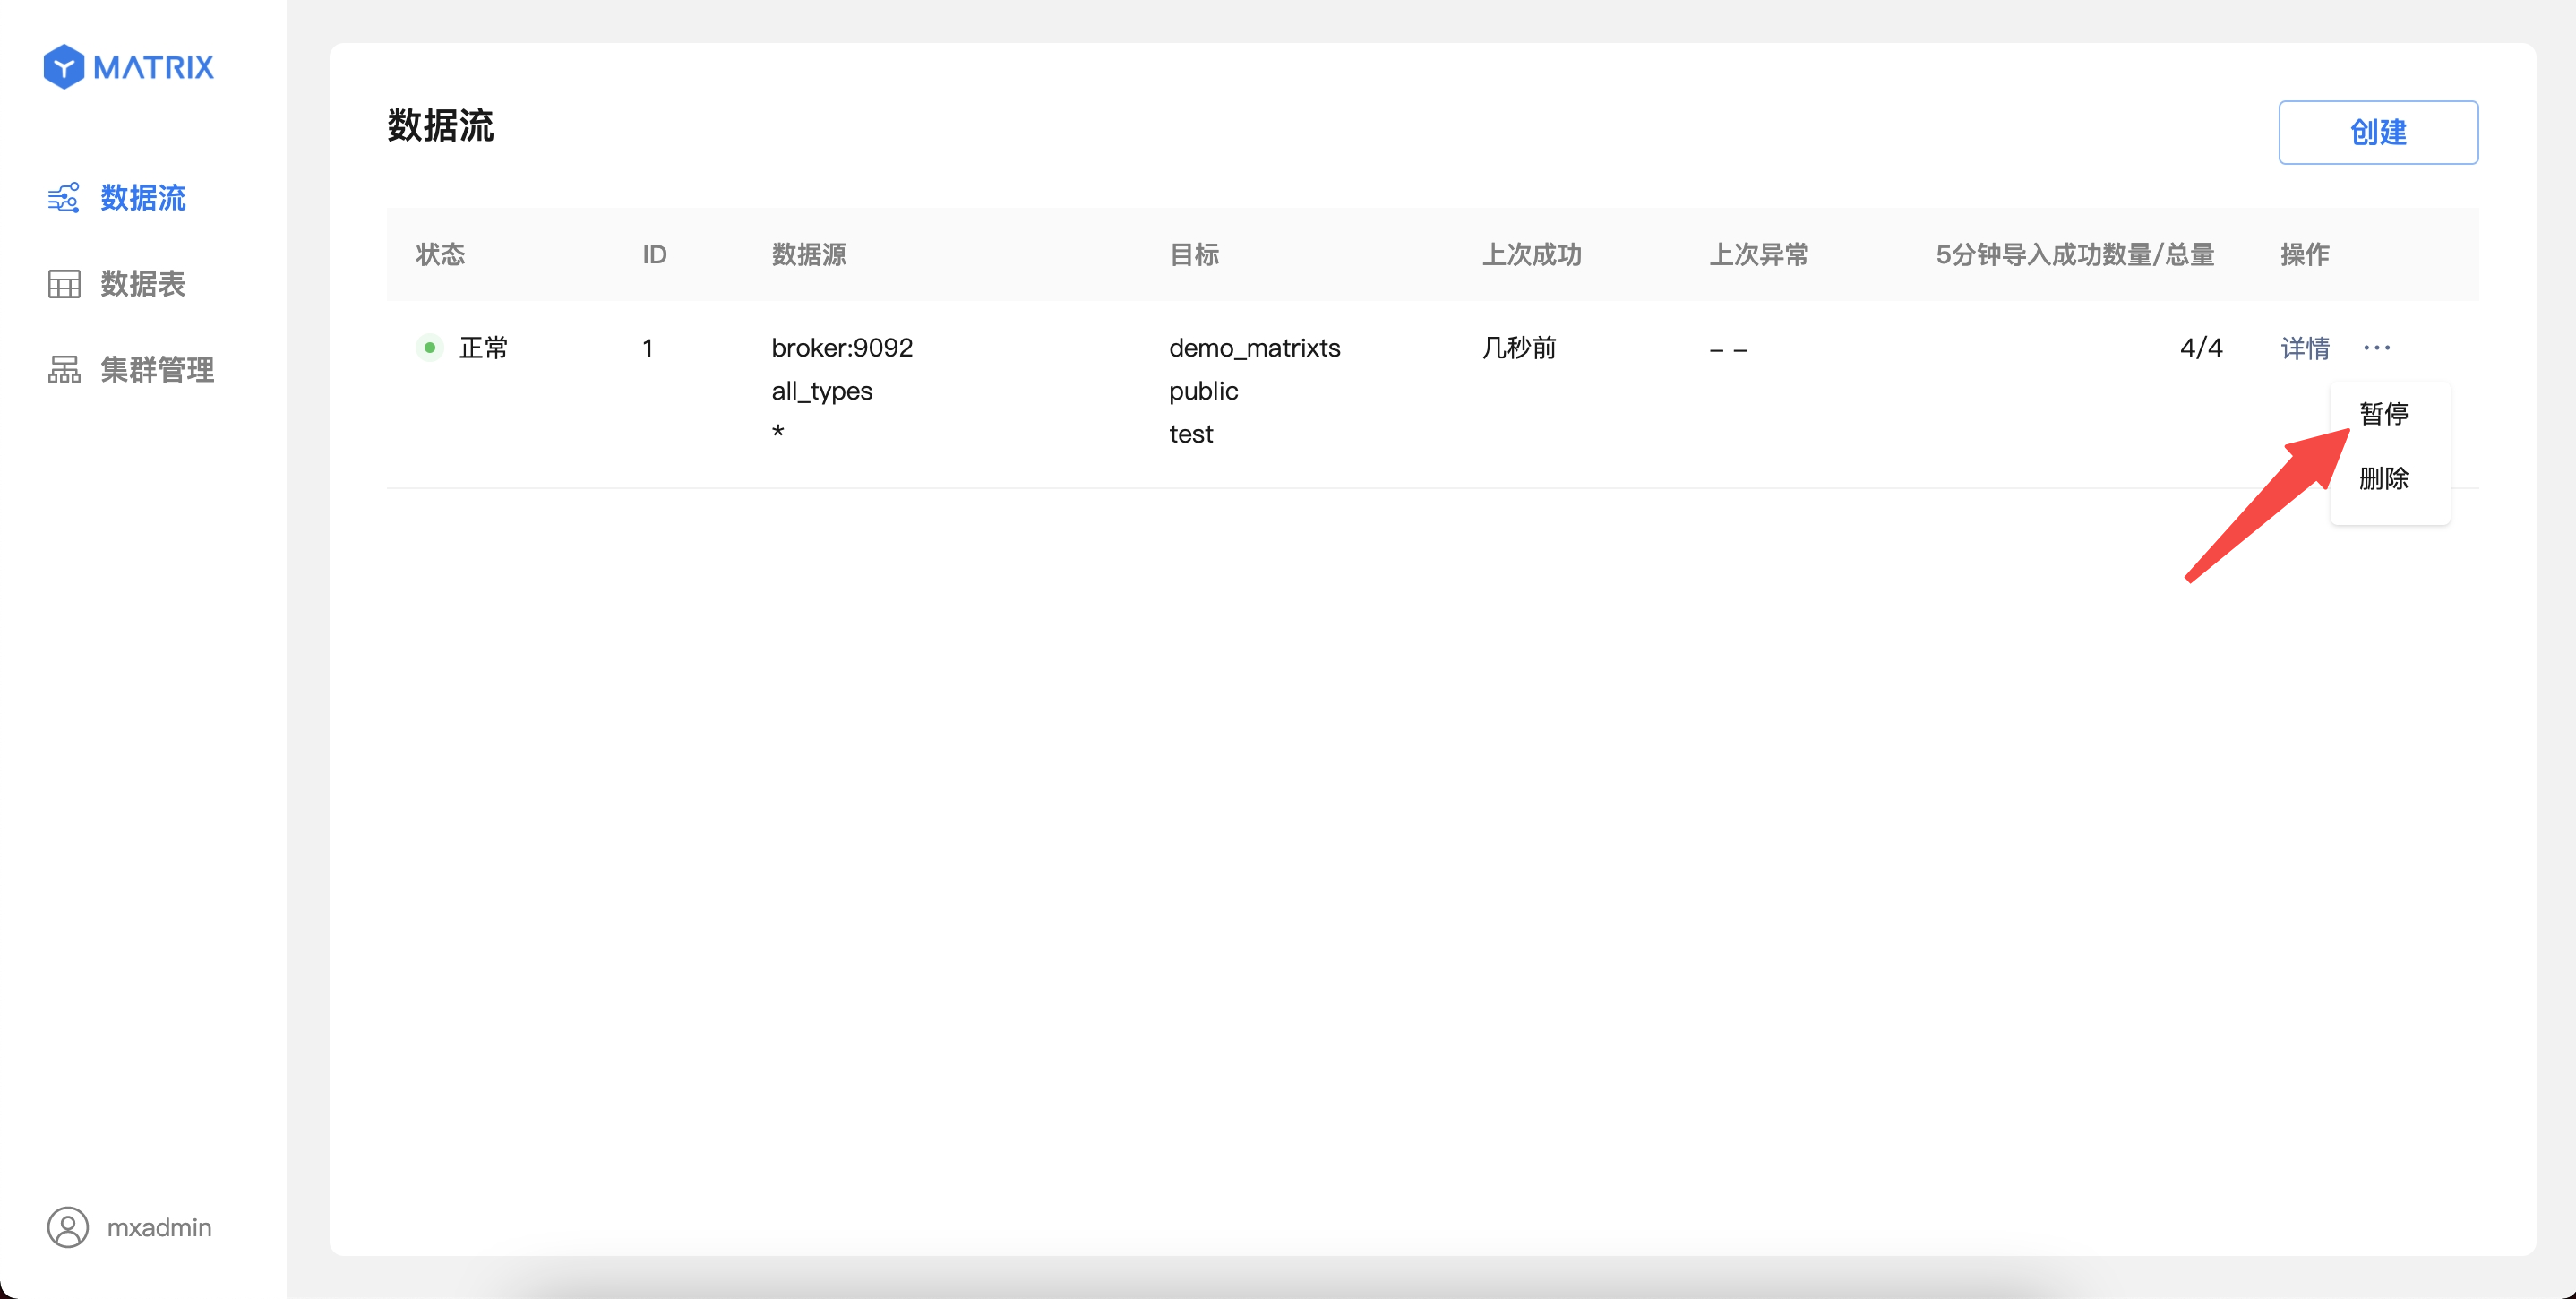 MATRIX
数据流
数据表
集群管理
mxadmin
数据流
创建
状态 ID 数据源 目标 上次成功 上次异常 5分钟导入成功数量/总量 操作
正常 1 broker:9092 demo_matrixts 几秒前 – – 4/4 详情 ···
all_types public
* test
暂停
删除